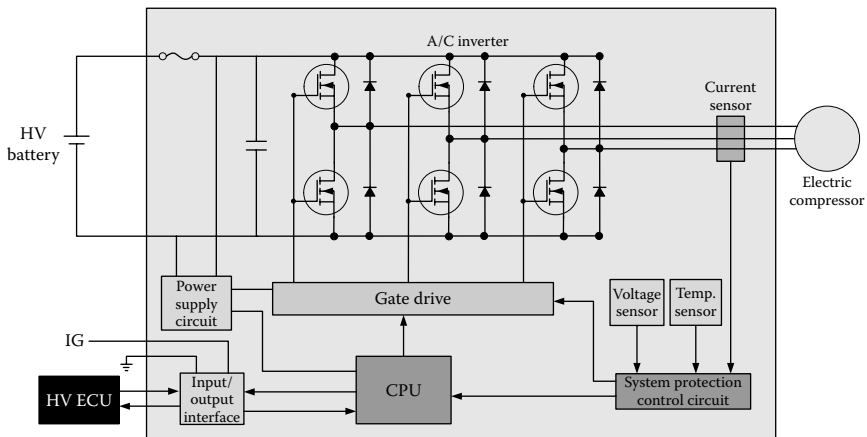 A/C inverter
Current
sensor
HV
battery
Electric
compressor
Power
supply
circuit
Gate drive
Voltage
sensor
Temp.
sensor
IG
HV ECU
Input/
output
interface
CPU
System protection
control circuit